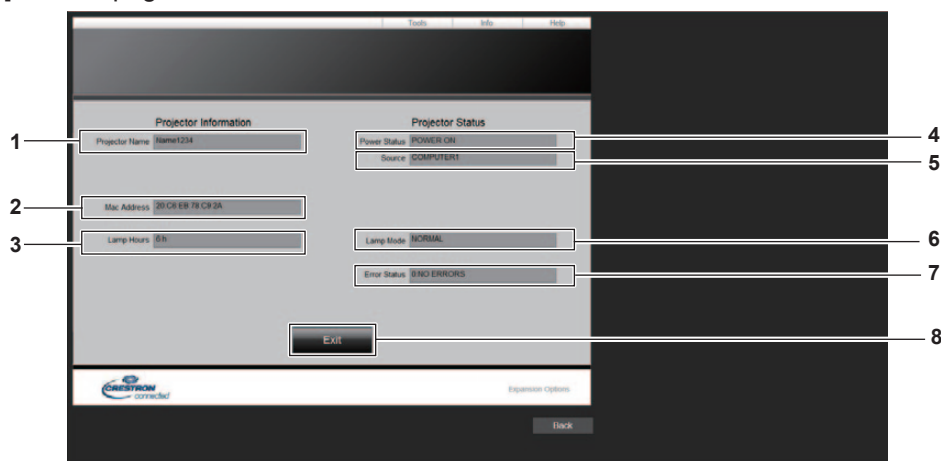 Tools Info Help
Projector Information Projector Status
1 Projector Name Name1234 Power Status POWER ON 4
Source COMPUTER1 5
2 Mac Address 20:C6:EB:78:C9:2A
3 Lamp Hours 6 h Lamp Mode NORMAL 6
Error Status 0:NO ERRORS 7
Exit 8
CRESTRON
connected Expansion Options
Back